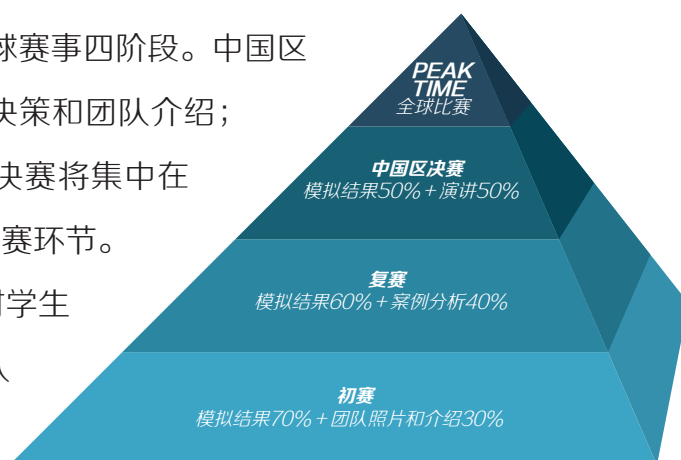 球赛事四阶段。中国区
决策和团队介绍；
决赛将集中在
赛环节。
学生
PEAK
TIME
全球比赛
中国区决赛
模拟结果50%＋演讲50%
复赛
模拟结果60%＋案例分析40%
初赛
模拟结果70%＋团队照片和介绍30%